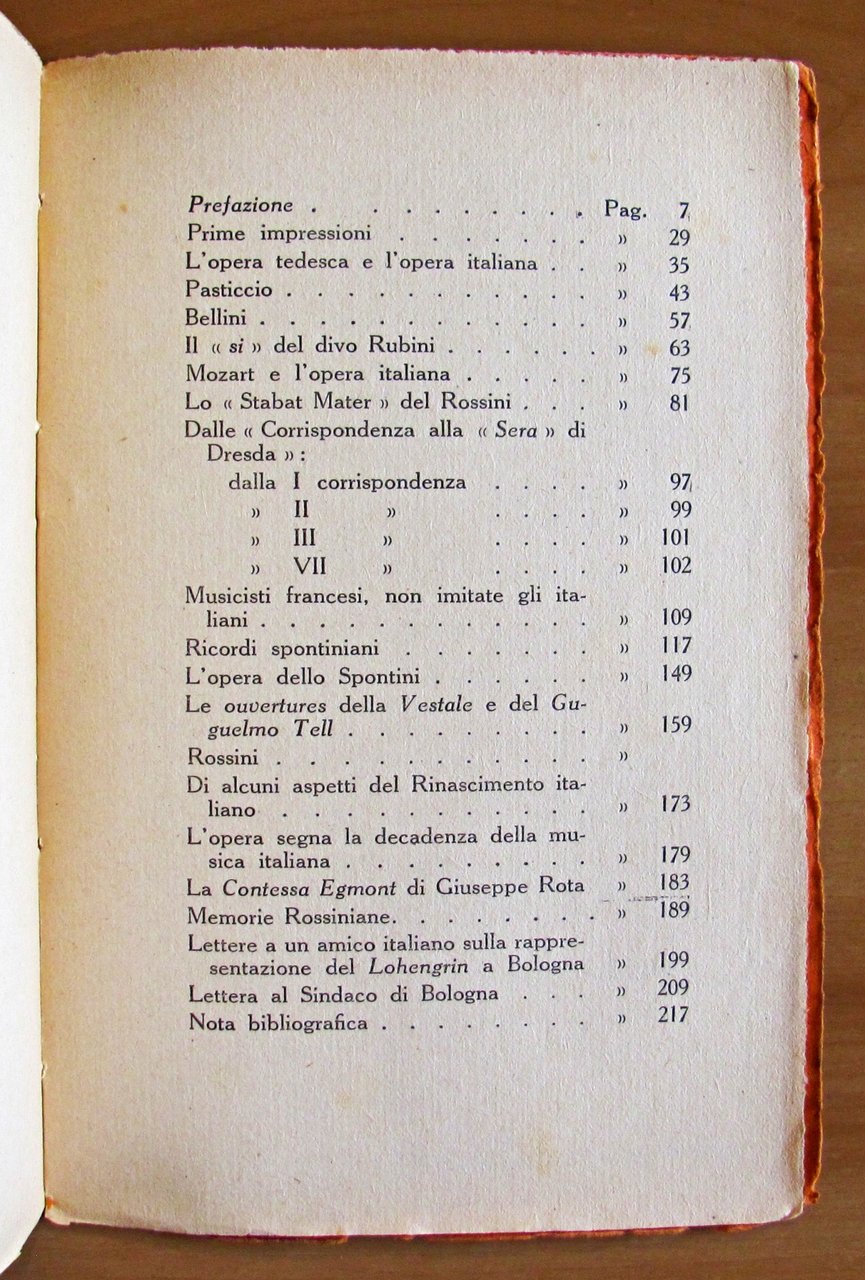 Prefazione . . . . . . . . . Pag. 7
Prime impressioni . . . . . . . » 29
L'opera tedesca e l'opera italiana . . » 35
Pasticcio . . . . . . . . . . . » 43
Bellini . . . . . . . . . . . . » 57
Il « si » del divo Rubini . . . . . . » 63
Mozart e l'opera italiana . . . . . » 75
Lo « Stabat Mater » del Rossini . . . » 81
Dalle « Corrispondenza alla « Sera » di
Dresda » :
dalla I corrispondenza . . . . » 97
» II » . . . . » 99
» III » . . . . » 101
» VII » . . . . » 102
Musicisti francesi, non imitate gli ita-
liani . . . . . . . . . . . . » 109
Ricordi spontiniani . . . . . . . » 117
L'opera dello Spontini . . . . . . » 149
Le ouvertures della Vestale e del Gu-
guelmo Tell . . . . . . . . . » 159
Rossini . . . . . . . . . . . . »
Di alcuni aspetti del Rinascimento ita-
liano . . . . . . . . . . . » 173
L'opera segna la decadenza della mu-
sica italiana . . . . . . . . . » 179
La Contessa Egmont di Giuseppe Rota » 183
Memorie Rossiniane . . . . . . . . » 189
Lettere a un amico italiano sulla rappre-
sentazione del Lohengrin a Bologna » 199
Lettera al Sindaco di Bologna . . . » 209
Nota bibliografica . . . . . . . . » 217